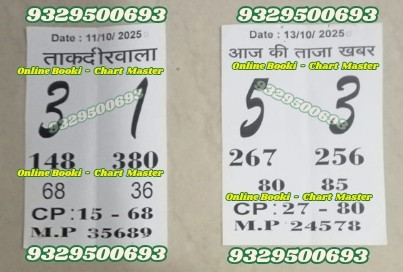 9329500693 9329500693
Date : 11/10/ 2025
ताकदीरवाला
Online Booki - Chart Master
3 1
9329500693
148 380
Online Booki - Chart Master
68 36
CP:15 - 68
M.P 35689
Date : 13/10/ 2025
आज की ताजा खबर
Online Booki - Chart Master
5 3
9329500693
267 256
80 85
Online Booki - Chart Master
CP:27 - 80
M.P 24578
9329500693 9329500693